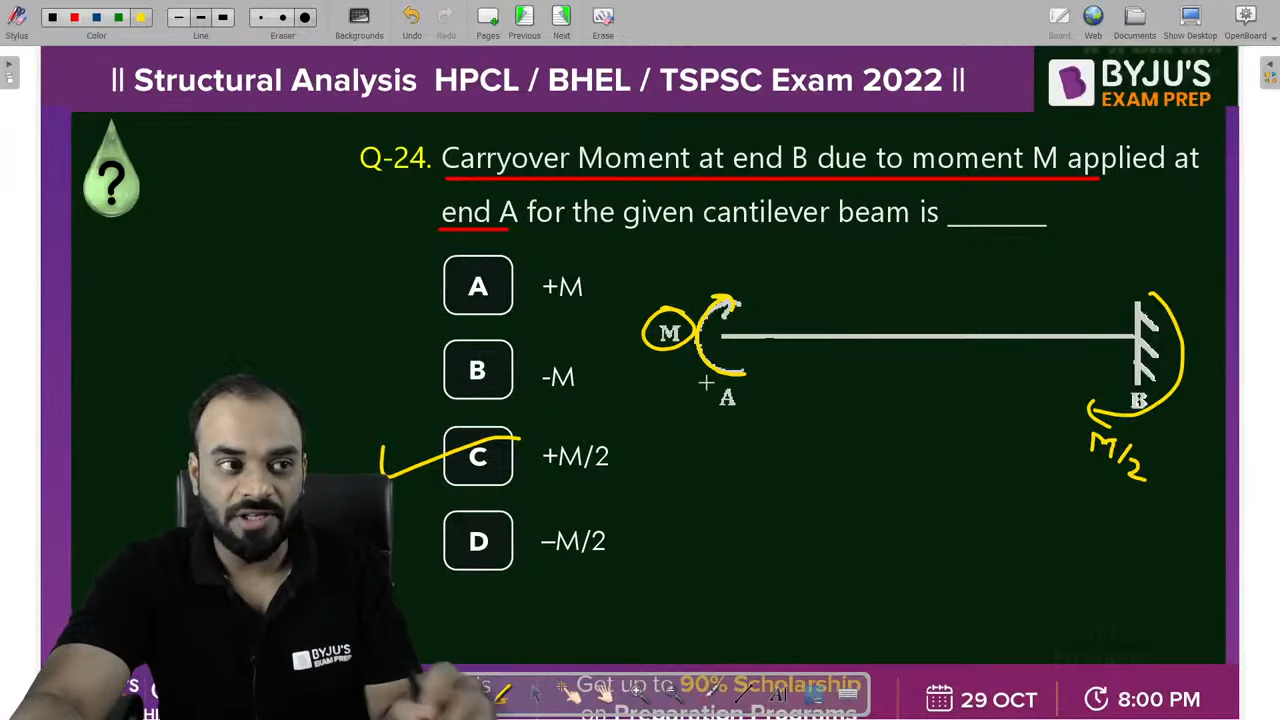 Stylus
Color
Line
Eraser
Backgrounds
Undo
Redo
Pages
Previous
Next
Erase
Board
Web
Documents
Show Desktop
OpenBoard
|| Structural Analysis HPCL / BHEL / TSPSC Exam 2022 ||
BYJU'S
EXAM PREP
?
Q-24. Carryover Moment at end B due to moment M applied at
end A for the given cantilever beam is ________
A +M
B -M
C +M/2
D –M/2
M
+
A
B
M/2
BYJU'S
EXAM PREP
Get up to 90% Scholarship
on Preparation Programs
29 OCT
8:00 PM